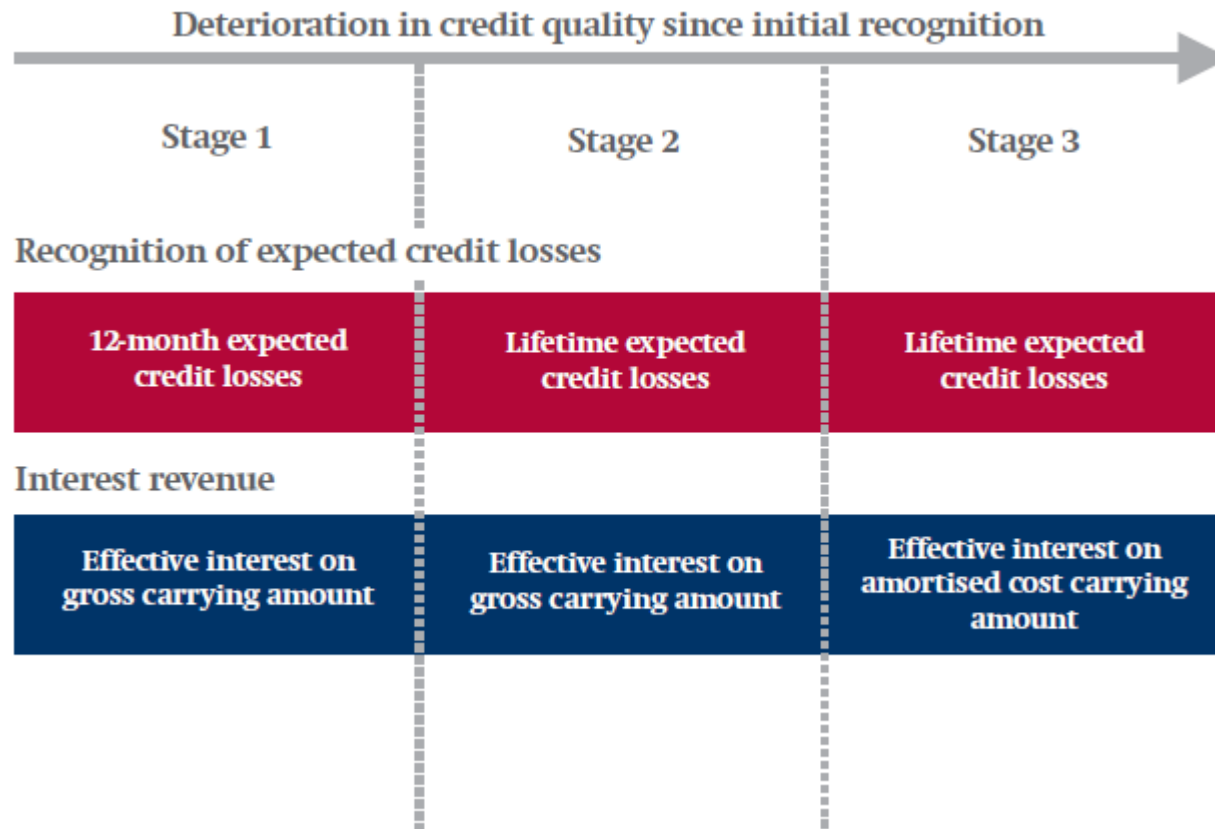 Deterioration in credit quality since initial recognition
Stage 1
Stage 2
Stage 3
Recognition of expected credit losses
12-month expected
credit losses
Lifetime expected
credit losses
Lifetime expected
credit losses
Interest revenue
Effective interest on
gross carrying amount
Effective interest on
gross carrying amount
Effective interest on
amortised cost carrying
amount